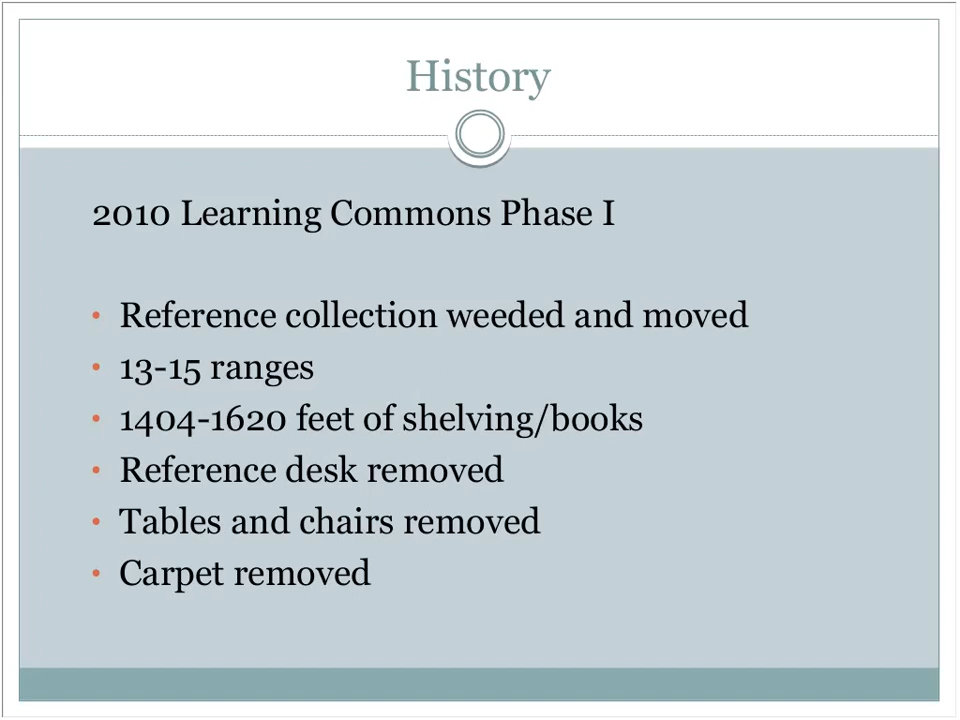 History
2010 Learning Commons Phase I
• Reference collection weeded and moved
• 13-15 ranges
• 1404-1620 feet of shelving/books
• Reference desk removed
• Tables and chairs removed
• Carpet removed